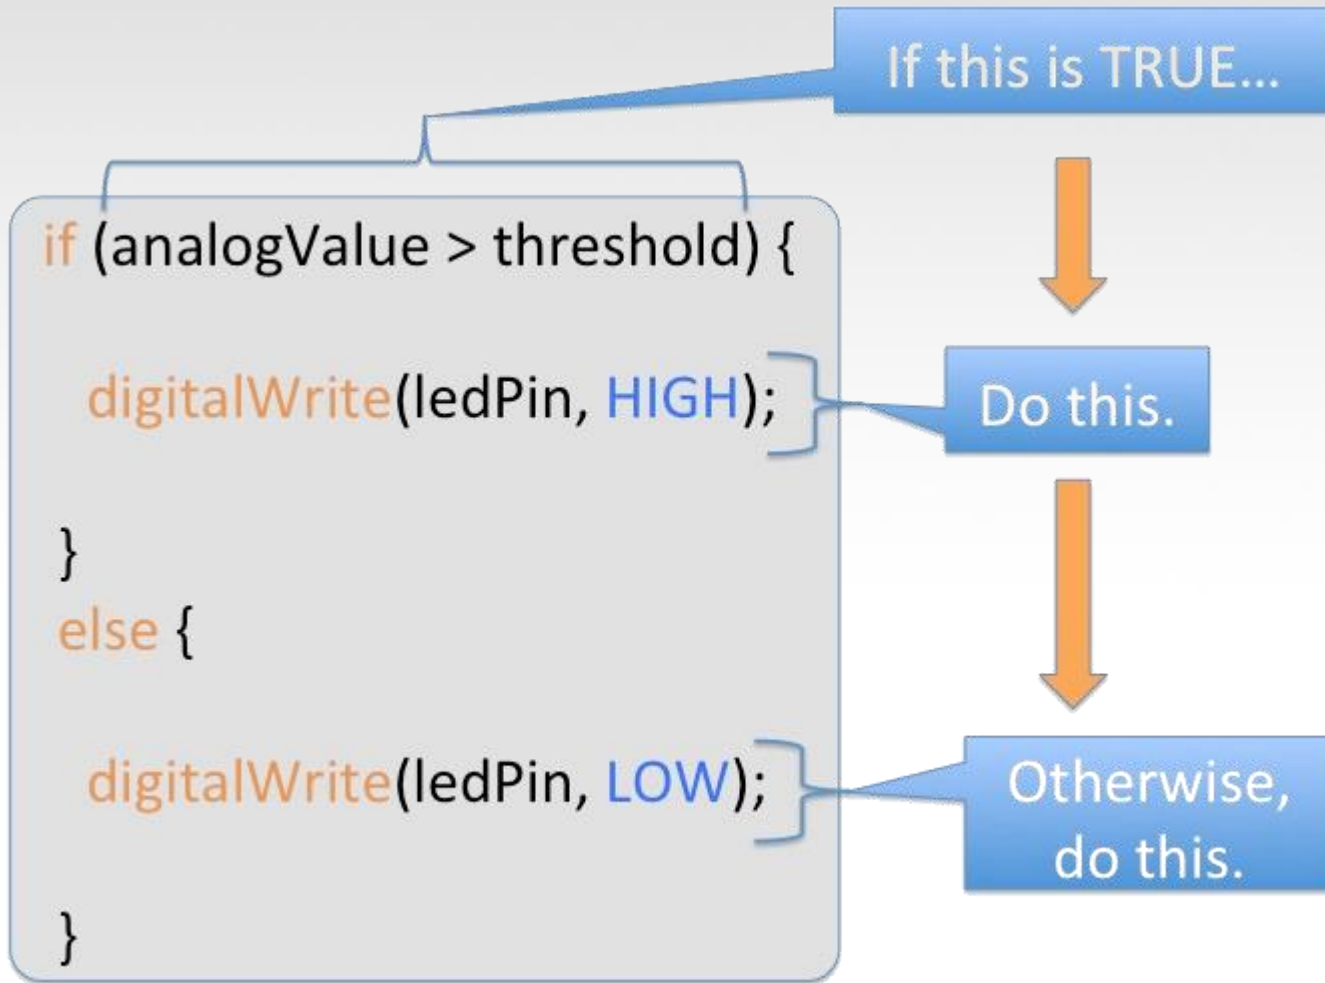 If this is TRUE...
if (analogValue > threshold) {
digitalWrite(ledPin, HIGH);
Do this.
}
else {
digitalWrite(ledPin, LOW);
Otherwise,
do this.
}